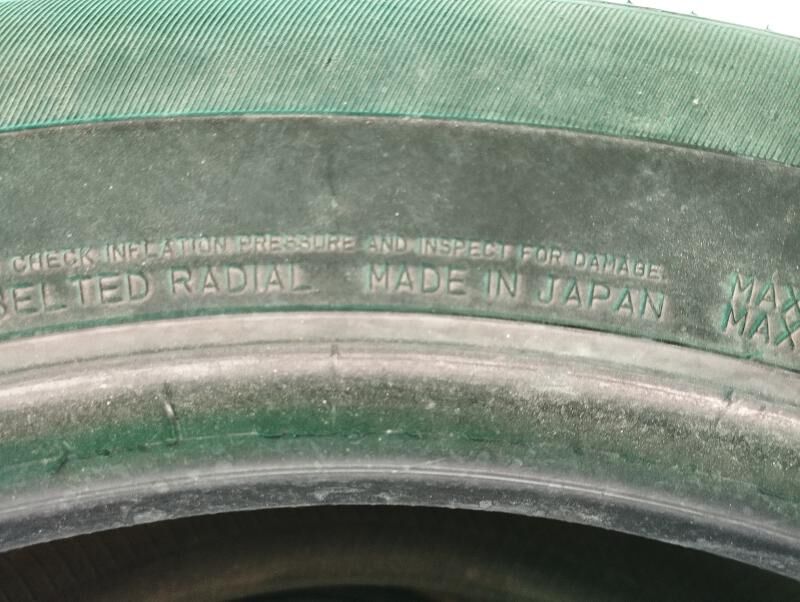 CHECK INFLATION PRESSURE AND INSPECT FOR DAMAGE.
BELTED RADIAL MADE IN JAPAN
MAX
MAX